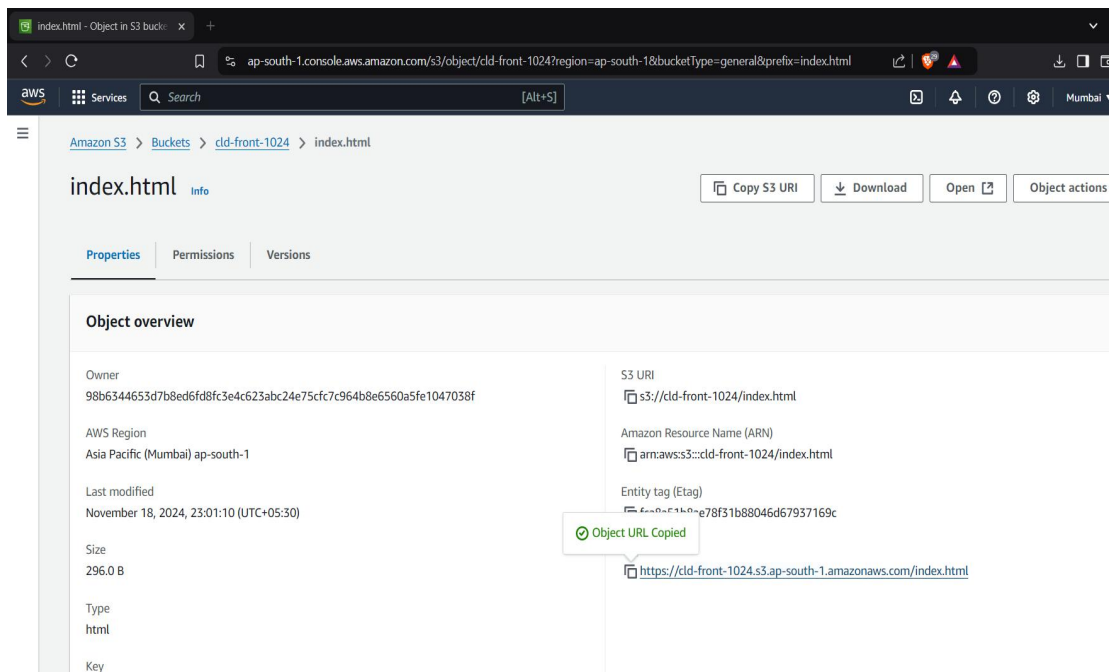 index.html - Object in S3 bucke
ap-south-1.console.aws.amazon.com/s3/object/cld-front-1024?region=ap-south-1&bucketType=general&prefix=index.html
aws Services Search [Alt+S] Mumbai
Amazon S3 > Buckets > cld-front-1024 > index.html
index.html Info
Copy S3 URI Download Open Object actions
Properties Permissions Versions
Object overview
Owner
98b6344653d7b8ed6fd8fc3e4c623abc24e75cfc7c964b8e6560a5fe1047038f
AWS Region
Asia Pacific (Mumbai) ap-south-1
Last modified
November 18, 2024, 23:01:10 (UTC+05:30)
Size
296.0 B
Type
html
Key
S3 URI
s3://cld-front-1024/index.html
Amazon Resource Name (ARN)
arn:aws:s3:::cld-front-1024/index.html
Entity tag (Etag)
Object URL Copied
https://cld-front-1024.s3.ap-south-1.amazonaws.com/index.html